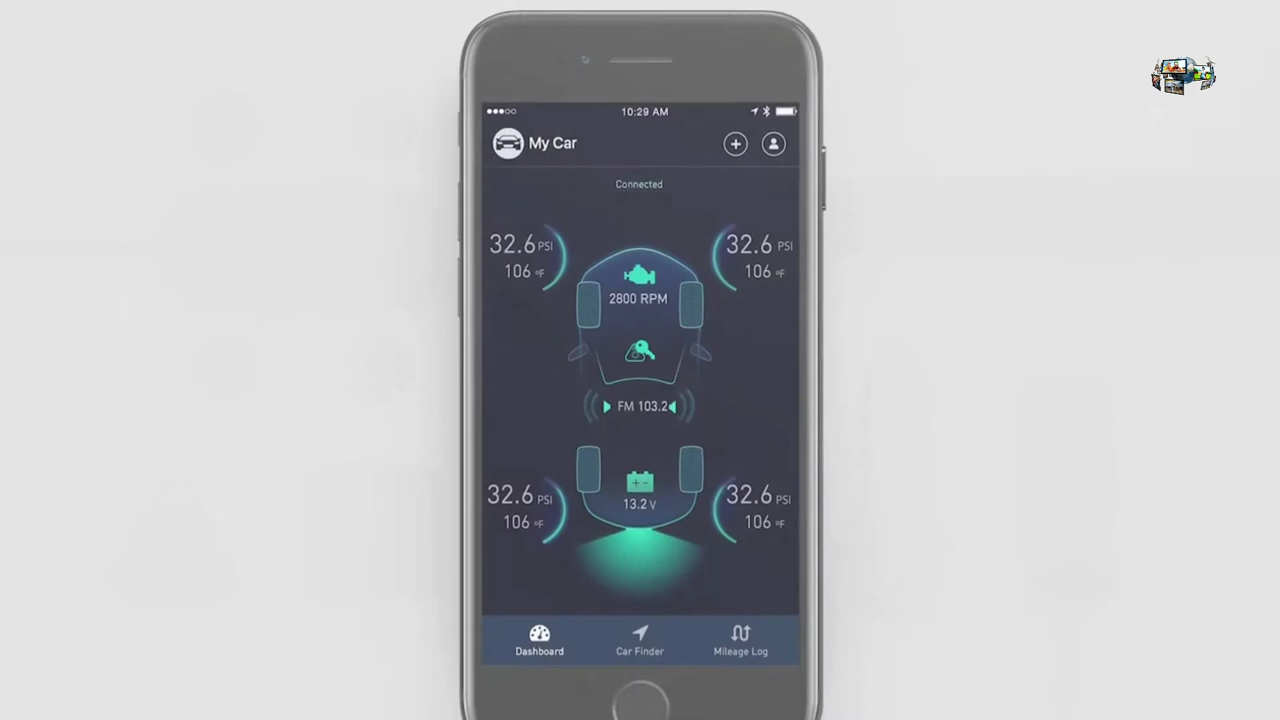 10:29 AM
My Car
Connected
32.6 PSI
106 °F
32.6 PSI
106 °F
2800 RPM
FM 103.2
32.6 PSI
106 °F
32.6 PSI
106 °F
13.2 V
Dashboard
Car Finder
Mileage Log